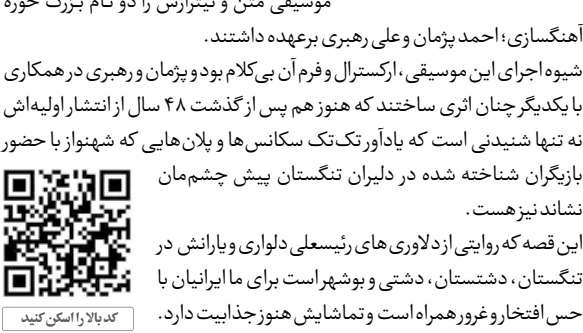 موسیقی متن و تیتراژش را دو نام بزرگ حوزه
آهنگسازی؛ احمد پژمان و علی رهبری برعهده داشتند.
شیوه اجرای این موسیقی، ارکسترال و فرم آن بی‌کلام بود و پژمان و رهبری در همکاری
با یکدیگر چنان اثری ساختند که هنوز هم پس از گذشت ۴۸ سال از انتشار اولیه‌اش
نه تنها شنیدنی است که یادآور تک‌تک سکانس‌ها و پلان‌هایی که شهنواز با حضور
بازیگران شناخته شده در دلیران تنگستان پیش چشم‌مان
نشاند نیز هست.
این قصه که روایتی از دلاوری های رئیسعلی دلواری و یارانش در
تنگستان، دشتستان، دشتی و بوشهر است برای ما ایرانیان با
حس افتخار و غرور همراه است و تماشایش هنوز جذابیت دارد.
کد بالا را اسکن کنید